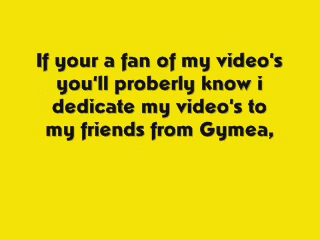 If your a fan of my video's
you'll proberly know i
dedicate my video's to
my friends from Gymea,